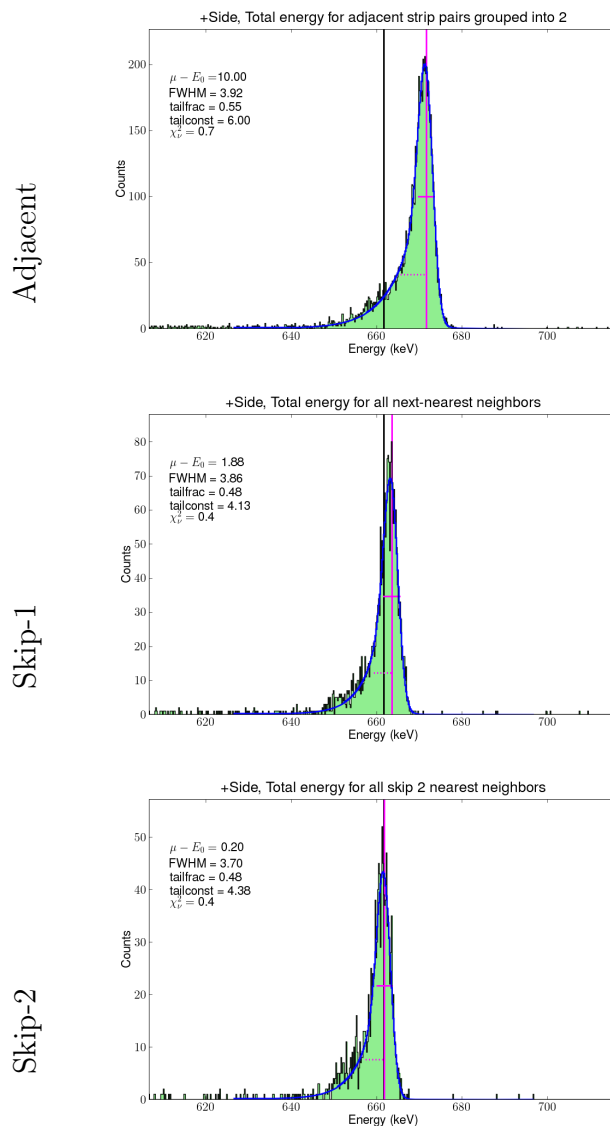 Adjacent
+Side, Total energy for adjacent strip pairs grouped into 2
μ − E₀ =10.00
FWHM = 3.92
tailfrac = 0.55
tailconst = 6.00
χ²ᵥ = 0.7
Counts
200
150
100
50
0
620 640 660 680 700
Energy (keV)
Skip-1
+Side, Total energy for all next-nearest neighbors
μ − E₀ = 1.88
FWHM = 3.86
tailfrac = 0.48
tailconst = 4.13
χ²ᵥ = 0.4
Counts
80
70
60
50
40
30
20
10
0
620 640 660 680 700
Energy (keV)
Skip-2
+Side, Total energy for all skip 2 nearest neighbors
μ − E₀ = 0.20
FWHM = 3.70
tailfrac = 0.48
tailconst = 4.38
χ²ᵥ = 0.4
Counts
50
40
30
20
10
0
620 640 660 680 700
Energy (keV)